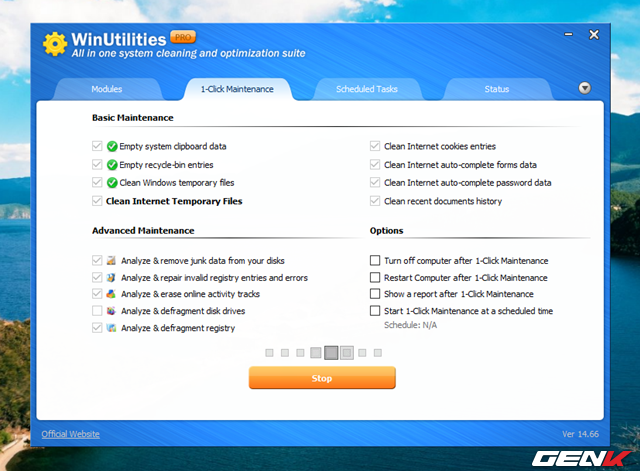 WinUtilities PRO
All in one system cleaning and optimization suite
Modules
1-Click Maintenance
Scheduled Tasks
Status
Basic Maintenance
Empty system clipboard data
Empty recycle-bin entries
Clean Windows temporary files
Clean Internet Temporary Files
Clean Internet cookies entries
Clean Internet auto-complete forms data
Clean Internet auto-complete password data
Clean recent documents history
Advanced Maintenance
Analyze & remove junk data from your disks
Analyze & repair invalid registry entries and errors
Analyze & erase online activity tracks
Analyze & defragment disk drives
Analyze & defragment registry
Options
Turn off computer after 1-Click Maintenance
Restart Computer after 1-Click Maintenance
Show a report after 1-Click Maintenance
Start 1-Click Maintenance at a scheduled time
Schedule: N/A
Stop
Official Website
Ver 14.66
GENK